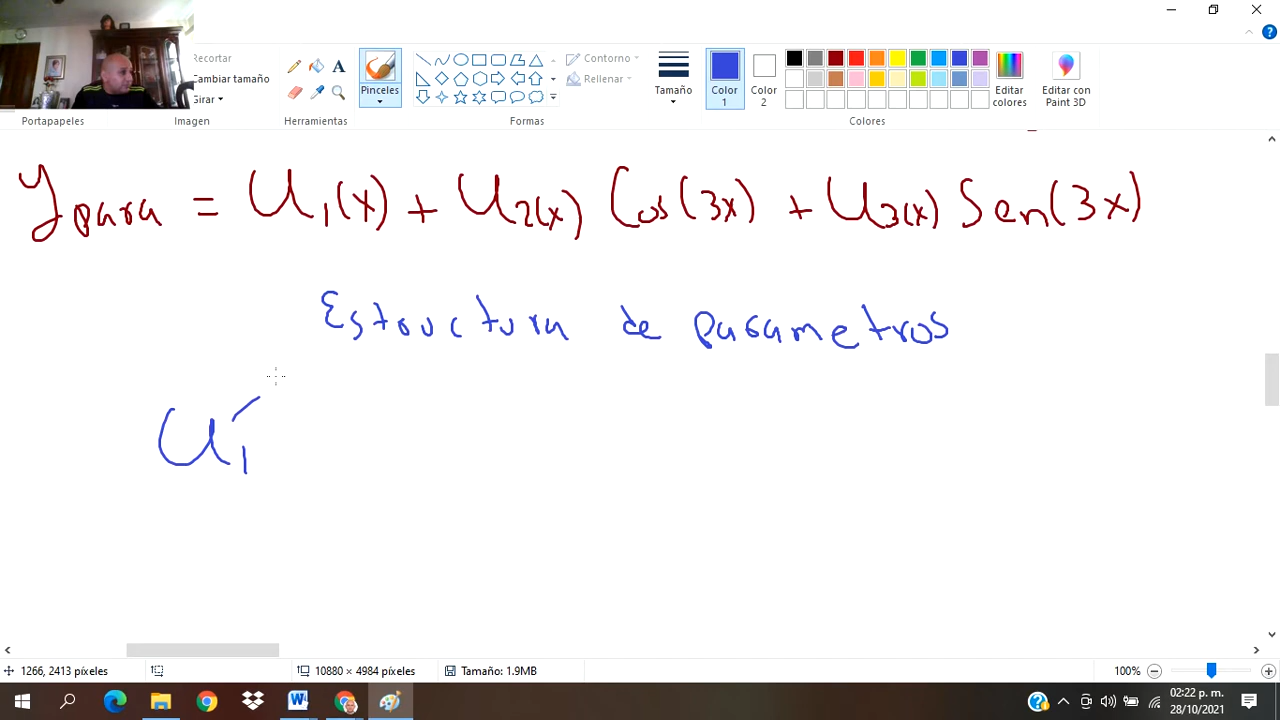 Recortar
Cambiar tamaño
Girar
Pinceles
Contorno
Rellenar
Tamaño
Color 1
Color 2
Editar colores
Editar con Paint 3D
Portapapeles
Imagen
Herramientas
Formas
Colores
y para = U1(x) + U2(x) Cos(3x) + U3(x) Sen(3x)
Estructura de parametros
U1´
1266, 2413 píxeles
10880 × 4984 píxeles
Tamaño: 1.9MB
100%
02:22 p. m.
28/10/2021